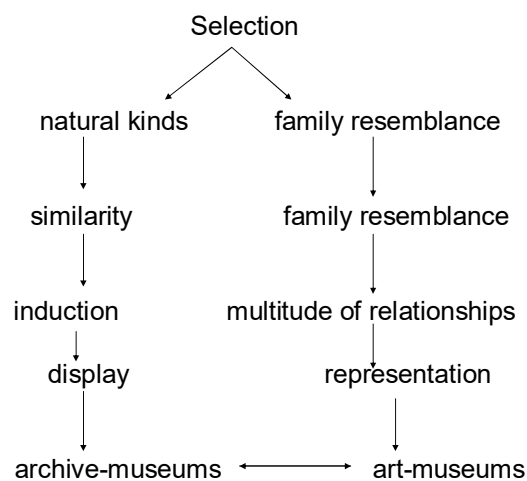 Selection
natural kinds family resemblance
similarity family resemblance
induction multitude of relationships
display representation
archive-museums art-museums